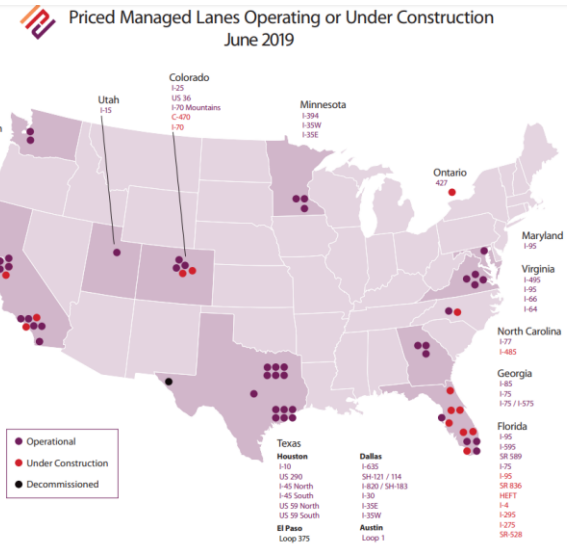 Priced Managed Lanes Operating or Under Construction
June 2019
Colorado
I-25
US 36
I-70 Mountains
C-470
I-70
Utah
I-15
Minnesota
I-394
I-35W
I-35E
Ontario
427
Maryland
I-95
Virginia
I-495
I-95
I-66
I-64
North Carolina
I-77
I-485
Georgia
I-85
I-75
I-75 / I-575
Florida
I-95
I-595
SR 589
I-75
I-95
SR 836
HEFT
I-4
I-295
I-275
SR-528
Operational
Under Construction
Decommissioned
Texas
Houston
I-10
US 290
I-45 North
I-45 South
US 59 North
US 59 South
El Paso
Loop 375
Dallas
I-635
SH-121 / 114
I-820 / SH-183
I-30
I-35E
I-35W
Austin
Loop 1